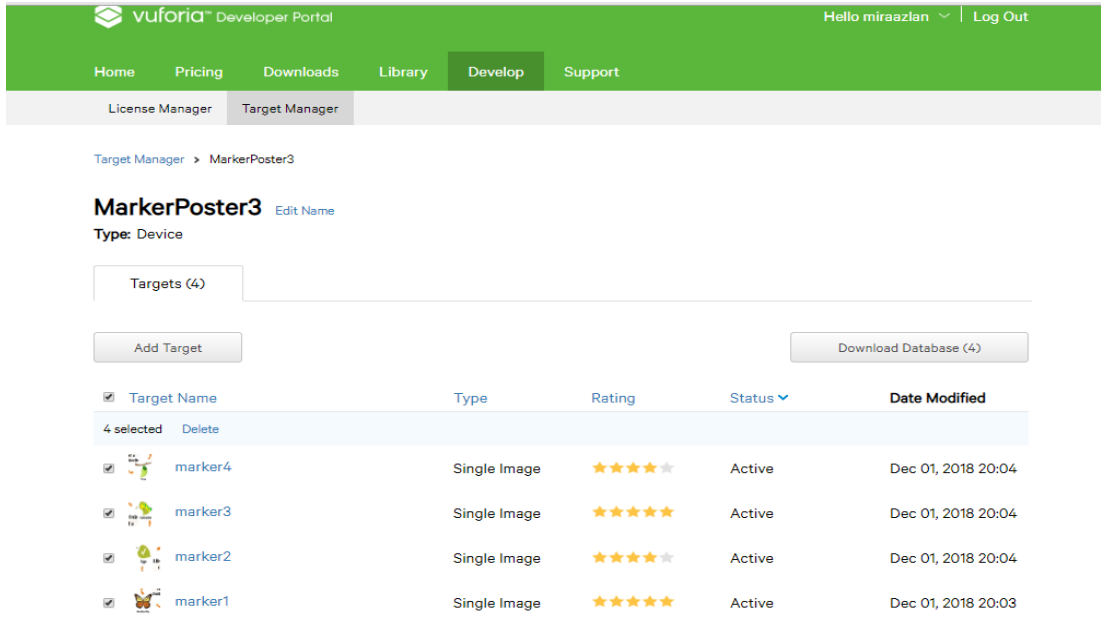 vuforia™ Developer Portal
Hello miraazlan Log Out
Home Pricing Downloads Library Develop Support
License Manager Target Manager
Target Manager > MarkerPoster3
MarkerPoster3 Edit Name
Type: Device
Targets (4)
Add Target Download Database (4)
Target Name Type Rating Status Date Modified
4 selected Delete
marker4 Single Image Active Dec 01, 2018 20:04
marker3 Single Image Active Dec 01, 2018 20:04
marker2 Single Image Active Dec 01, 2018 20:04
marker1 Single Image Active Dec 01, 2018 20:03